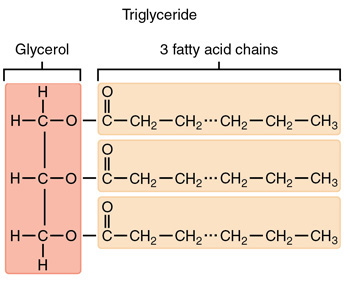 Triglyceride
Glycerol
3 fatty acid chains
H
O
H—C—O—C—CH₂—CH₂···CH₂—CH₂—CH₃
O
H—C—O—C—CH₂—CH₂···CH₂—CH₂—CH₃
O
H—C—O—C—CH₂—CH₂···CH₂—CH₂—CH₃
H